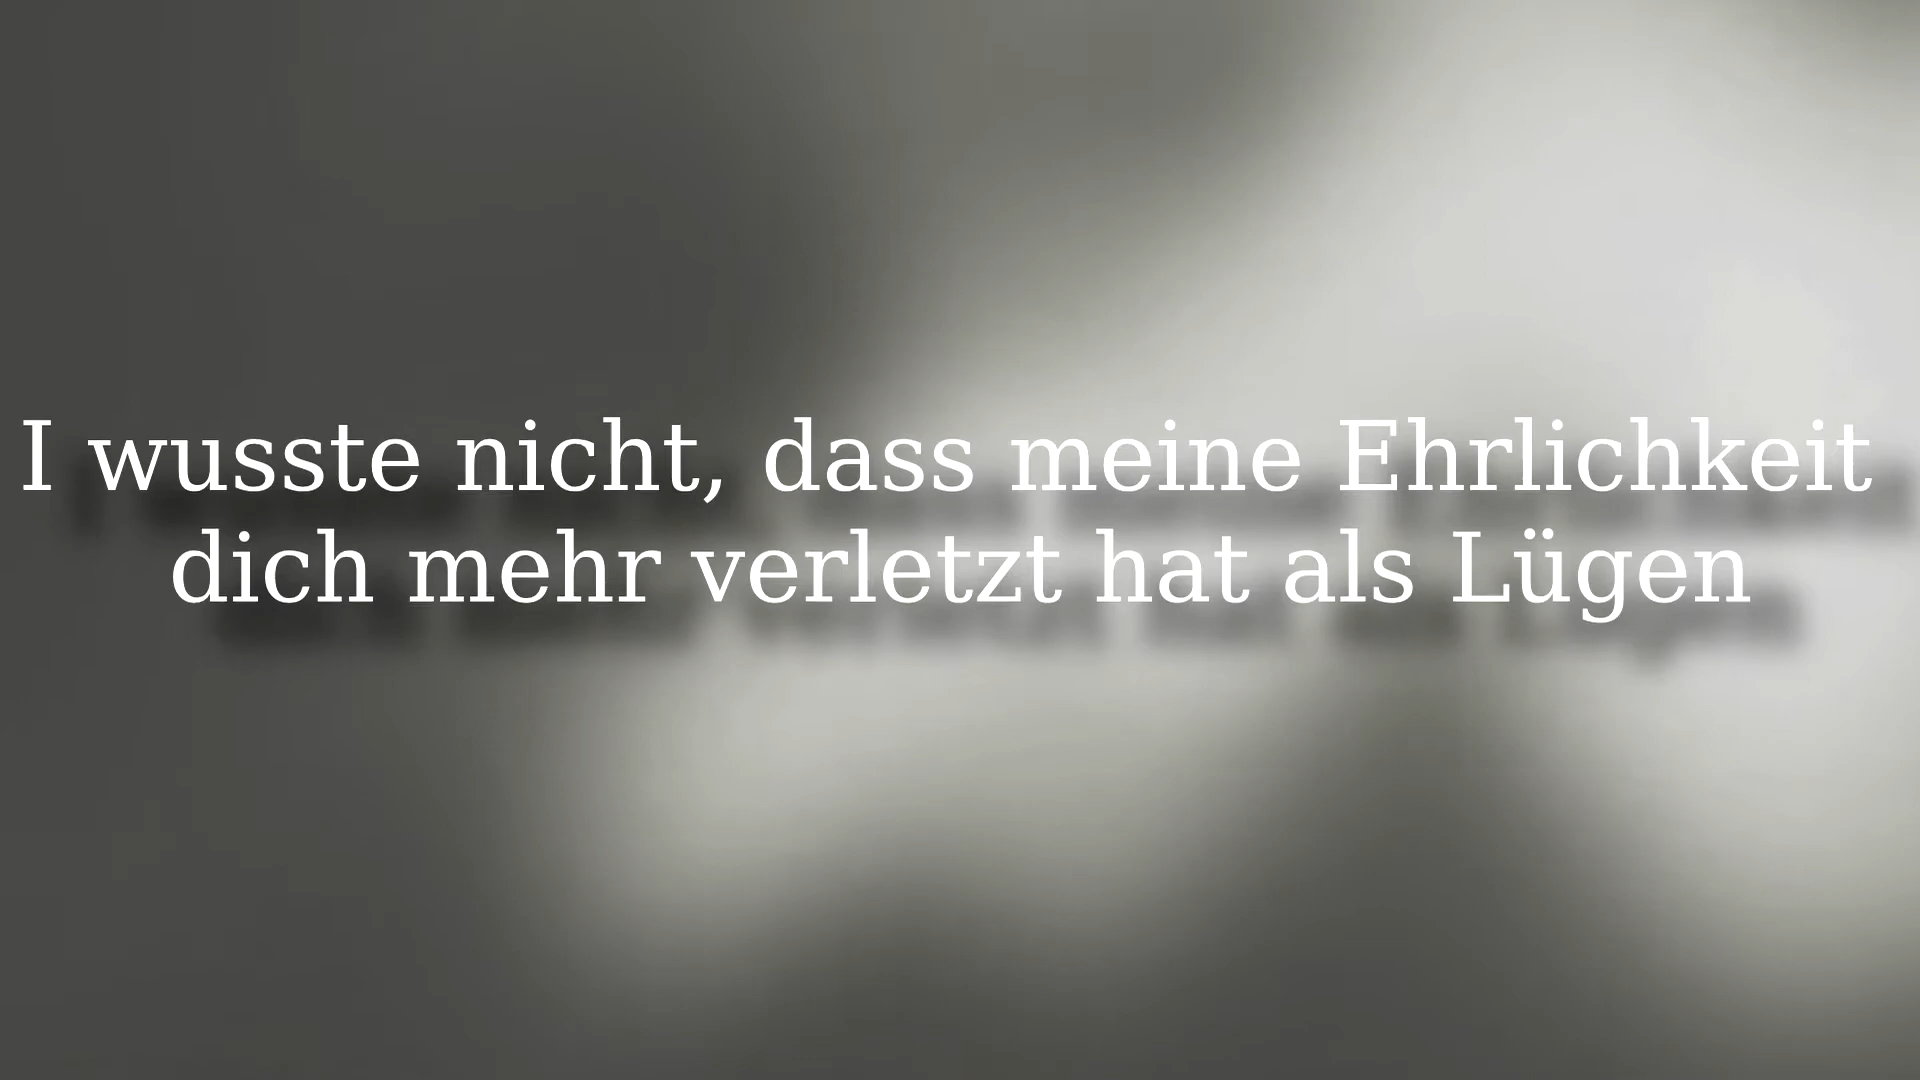 I wusste nicht, dass meine Ehrlichkeit
dich mehr verletzt hat als Lügen